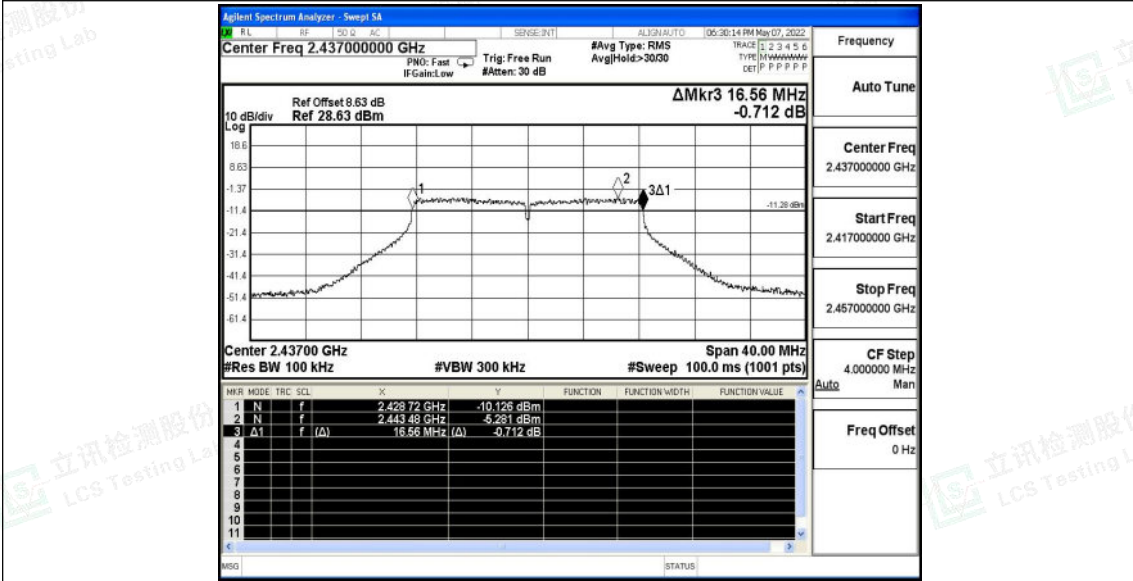 Agilent Spectrum Analyzer - Swept SA
RL RF 50 Ω AC SENSE:INT ALIGNAUTO 06:30:14 PM May 07, 2022
Center Freq 2.437000000 GHz
PNO: Fast
IFGain:Low
Trig: Free Run
#Atten: 30 dB
#Avg Type: RMS
Avg|Hold:>30/30
TRACE 1 2 3 4 5 6
TYPE M W W W W W
DET P P P P P P
ΔMkr3 16.56 MHz
-0.712 dB
Ref Offset 8.63 dB
10 dB/div Ref 28.63 dBm
Log
18.6
8.63
-1.37
-11.4
-21.4
-31.4
-41.4
-51.4
-61.4
1
2
3Δ1
-11.28 dBm
Center 2.43700 GHz Span 40.00 MHz
#Res BW 100 kHz #VBW 300 kHz #Sweep 100.0 ms (1001 pts)
MKR MODE TRC SCL X Y FUNCTION FUNCTION WIDTH FUNCTION VALUE
1 N f 2.428 72 GHz -10.126 dBm
2 N f 2.443 48 GHz -5.281 dBm
3 Δ1 f (Δ) 16.56 MHz (Δ) -0.712 dB
4
5
6
7
8
9
10
11
MSG STATUS
Frequency
Auto Tune
Center Freq
2.437000000 GHz
Start Freq
2.417000000 GHz
Stop Freq
2.457000000 GHz
CF Step
4.000000 MHz
Auto Man
Freq Offset
0 Hz
立讯检测股份
LCS Testing Lab
立讯检测股份
LCS Testing L